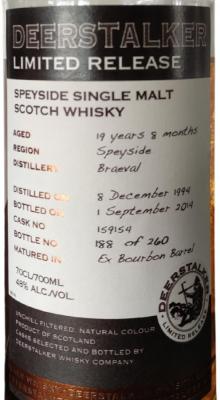 DEERSTALKER
LIMITED RELEASE
SPEYSIDE SINGLE MALT
SCOTCH WHISKY
AGED 19 years 8 months
REGION Speyside
DISTILLERY Braeval
DISTILLED ON 8 December 1994
BOTTLED ON 1 September 2014
CASK NO 159154
BOTTLE NO 188 of 260
MATURED IN Ex Bourbon Barrel
70CL/700ML
48% ALC./VOL.
UNCHILL FILTERED. NATURAL COLOUR
PRODUCT OF SCOTLAND
CASKS SELECTED AND BOTTLED BY
DEERSTALKER WHISKY COMPANY
DEERSTALKER
LIMITED RELEASE